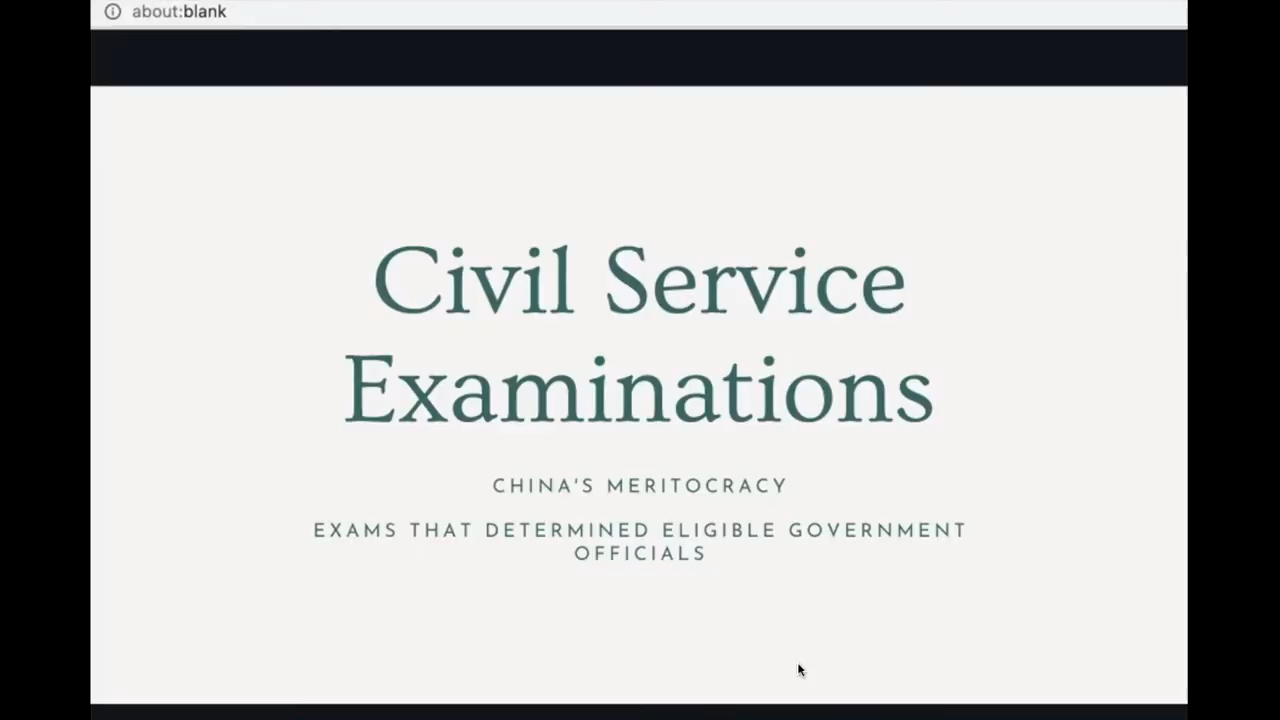 about:blank
Civil Service
Examinations
CHINA'S MERITOCRACY
EXAMS THAT DETERMINED ELIGIBLE GOVERNMENT
OFFICIALS